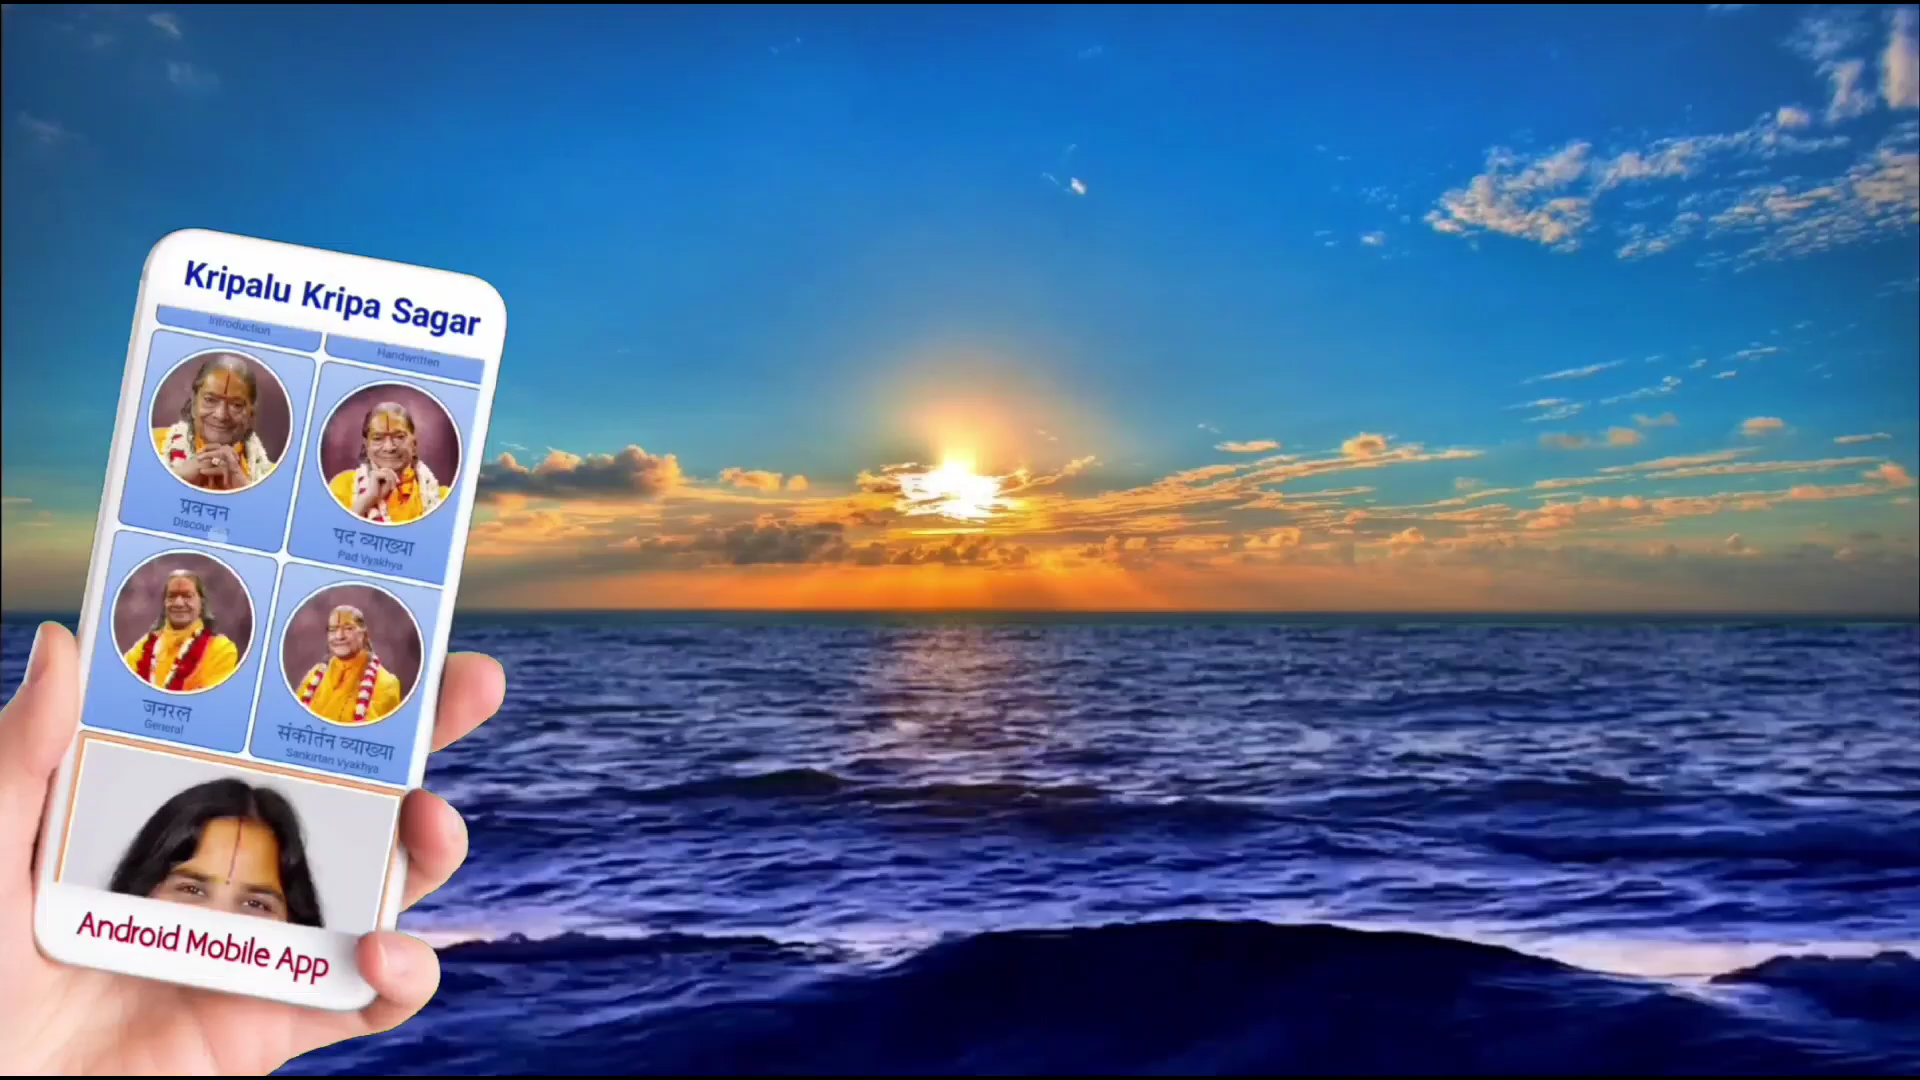 Kripalu Kripa Sagar
Introduction
Handwritten
प्रवचन
पद व्याख्या
Pad Vyakhya
जनरल
General
संकीर्तन व्याख्या
Sankirtan Vyakhya
Android Mobile App